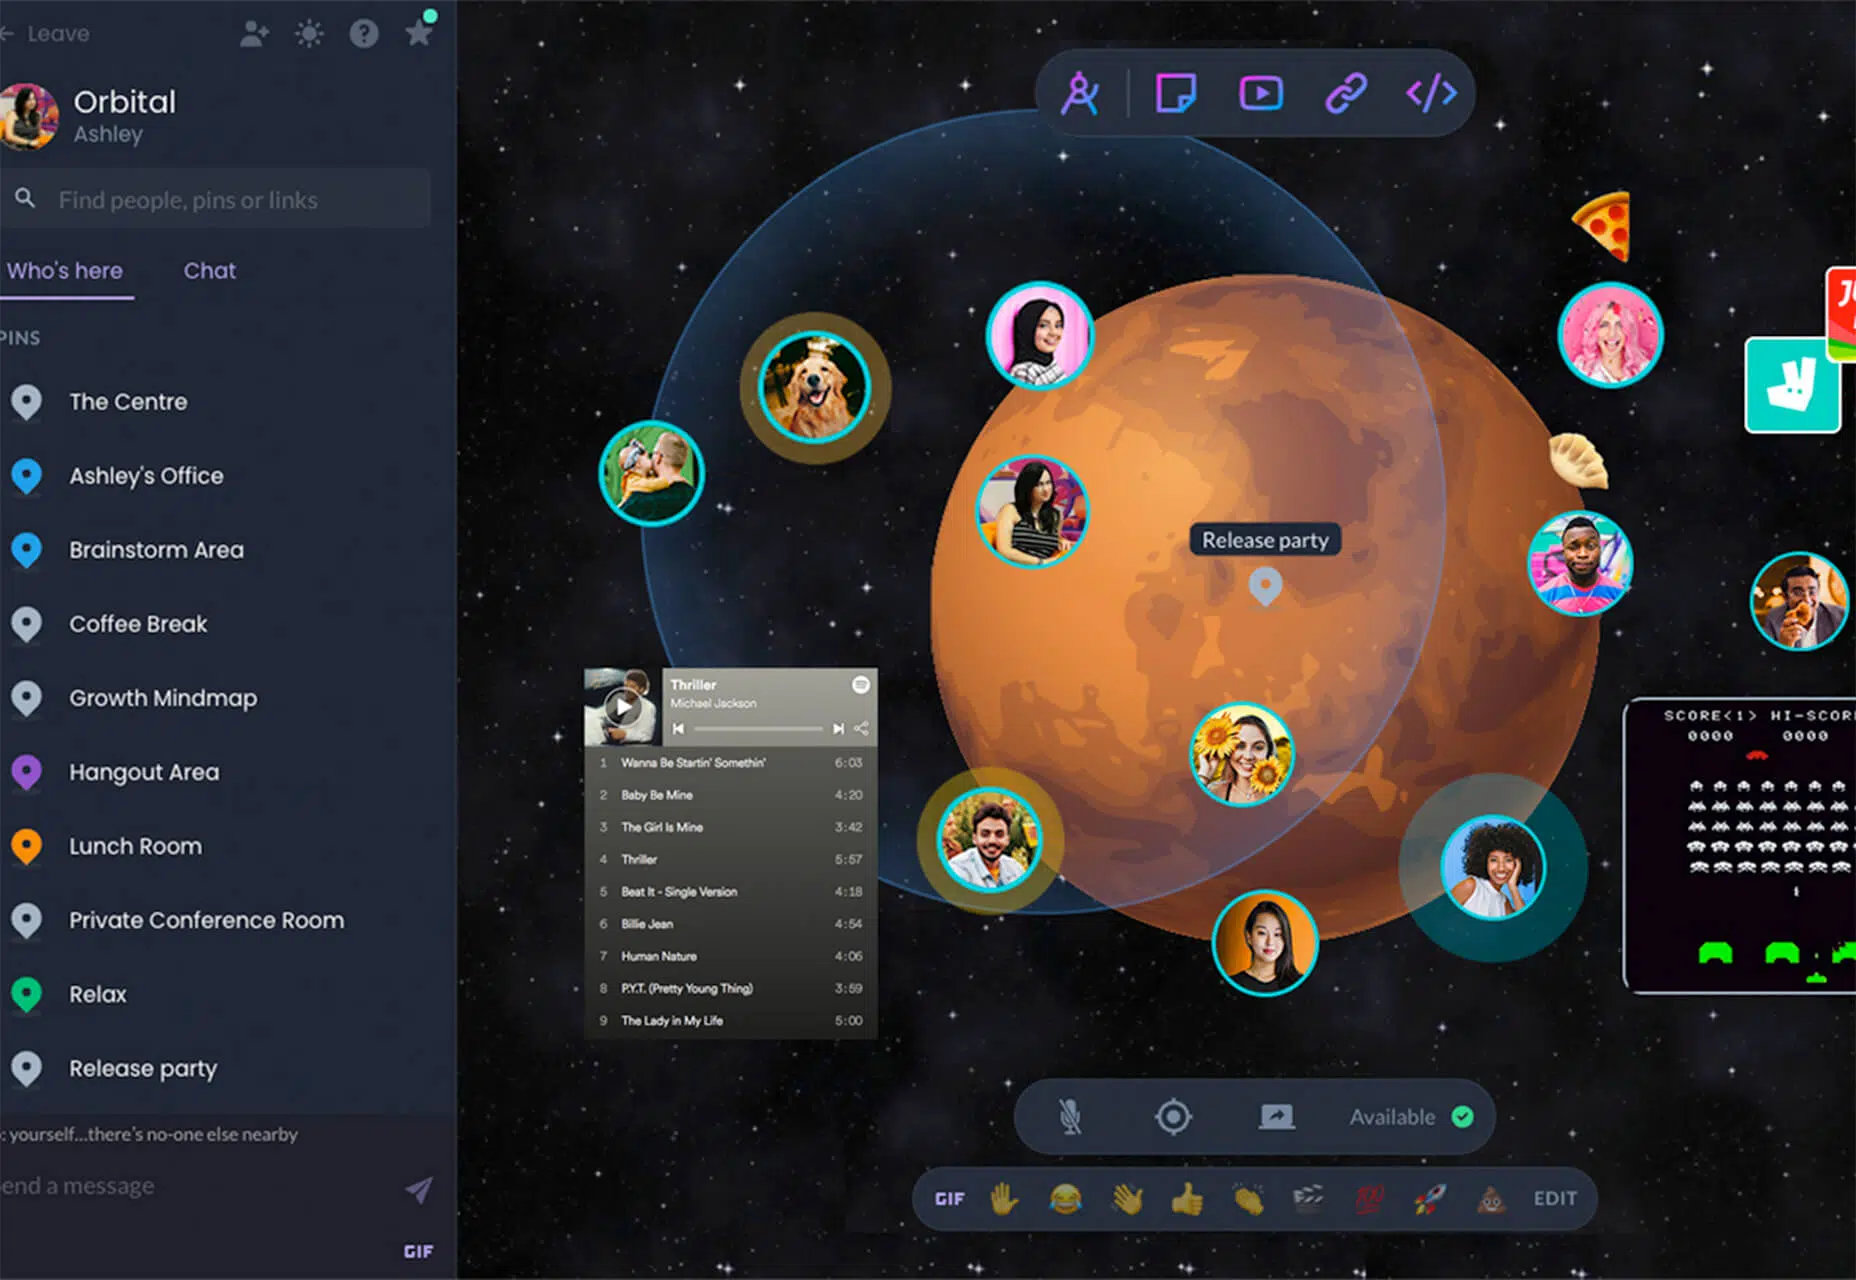 Leave
Orbital
Ashley
Find people, pins or links
Who's here
Chat
PINS
The Centre
Ashley's Office
Brainstorm Area
Coffee Break
Growth Mindmap
Hangout Area
Lunch Room
Private Conference Room
Relax
Release party
yourself...there's no-one else nearby
a message
GIF
Release party
Thriller
Michael Jackson
1 Wanna Be Startin' Somethin' 6:03
2 Baby Be Mine 4:20
3 The Girl Is Mine 3:42
4 Thriller 5:57
5 Beat It - Single Version 4:18
6 Billie Jean 4:54
7 Human Nature 4:06
8 P.Y.T. (Pretty Young Thing) 3:59
9 The Lady in My Life 5:00
SCORE<1> HI-SCOR
0000 0000
Available
GIF
100
EDIT